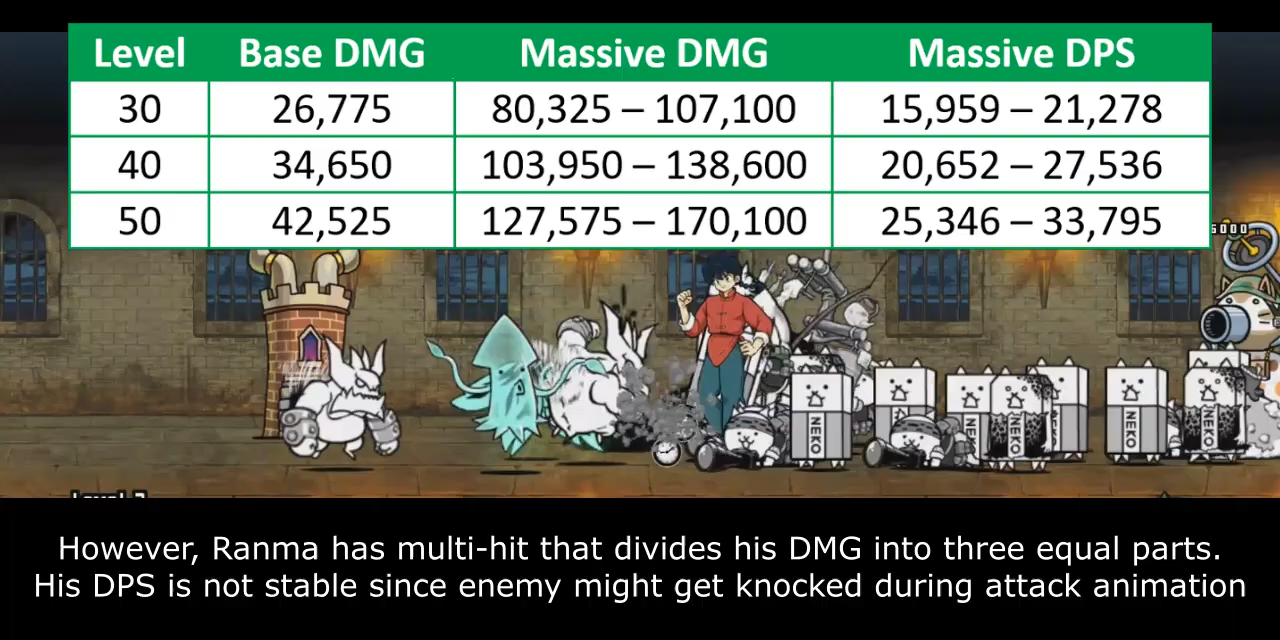 Level Base DMG Massive DMG Massive DPS
30 26,775 80,325 – 107,100 15,959 – 21,278
40 34,650 103,950 – 138,600 20,652 – 27,536
50 42,525 127,575 – 170,100 25,346 – 33,795
NEKO
NEKO
NEKO
NEKO
NEKO
NEKO
However, Ranma has multi-hit that divides his DMG into three equal parts.
His DPS is not stable since enemy might get knocked during attack animation